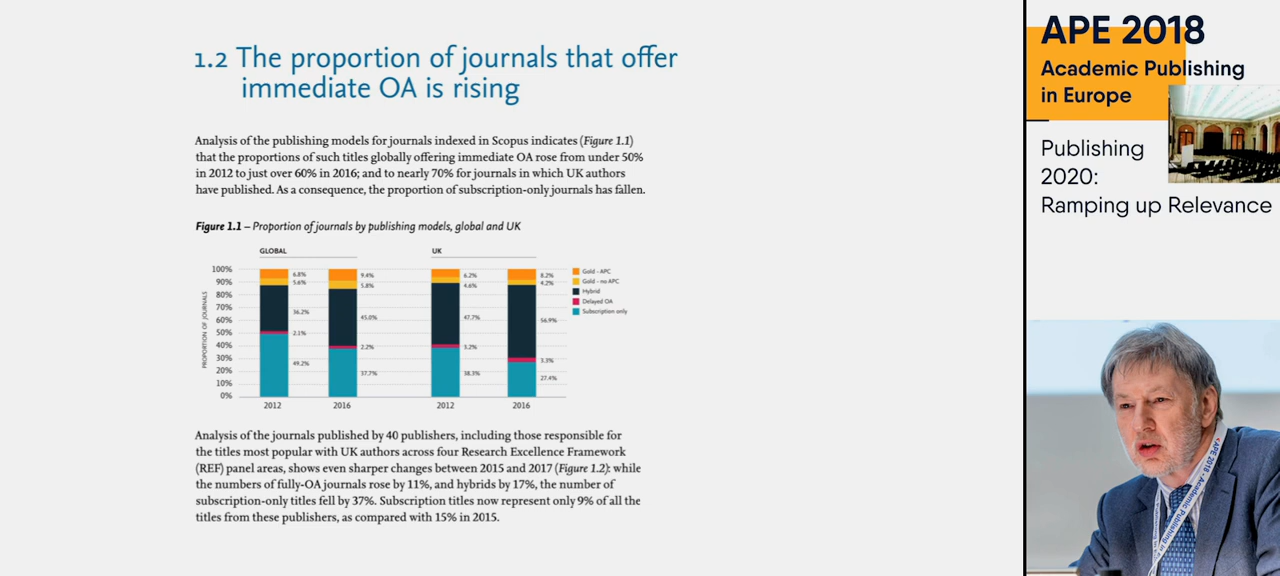 1.2 The proportion of journals that offer
immediate OA is rising
Analysis of the publishing models for journals indexed in Scopus indicates (Figure 1.1)
that the proportions of such titles globally offering immediate OA rose from under 50%
in 2012 to just over 60% in 2016; and to nearly 70% for journals in which UK authors
have published. As a consequence, the proportion of subscription-only journals has fallen.
Figure 1.1 – Proportion of journals by publishing models, global and UK
GLOBAL
UK
PROPORTION OF JOURNALS
100%
90%
80%
70%
60%
50%
40%
30%
20%
10%
0%
6.8%
5.6%
36.2%
2.1%
49.2%
9.4%
5.8%
45.0%
2.2%
37.7%
6.2%
4.6%
47.7%
3.2%
38.3%
8.2%
4.2%
56.9%
3.3%
27.4%
2012
2016
2012
2016
Gold - APC
Gold - no APC
Hybrid
Delayed OA
Subscription only
Analysis of the journals published by 40 publishers, including those responsible for
the titles most popular with UK authors across four Research Excellence Framework
(REF) panel areas, shows even sharper changes between 2015 and 2017 (Figure 1.2): while
the numbers of fully-OA journals rose by 11%, and hybrids by 17%, the number of
subscription-only titles fell by 37%. Subscription titles now represent only 9% of all the
titles from these publishers, as compared with 15% in 2015.
APE 2018
Academic Publishing
in Europe
Publishing
2020:
Ramping up Relevance
APE 2018 - Academic Publishing